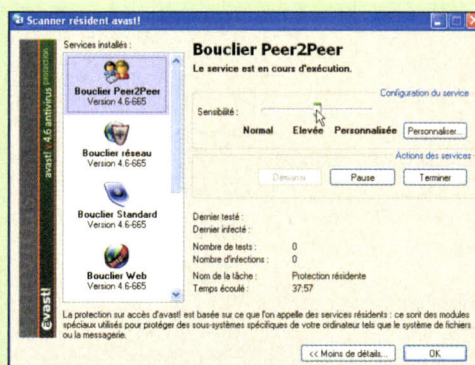 Scanner résident avast!
Services installés :
Bouclier Peer2Peer
Version 4.6-665
Bouclier réseau
Version 4.6-665
Bouclier Standard
Version 4.6-665
Bouclier Web
Version 4.6-665
avast! v 4.6 antivirus protection
avast!
Bouclier Peer2Peer
Le service est en cours d'exécution.
Configuration du service
Sensibilité :
Normal Elevée Personnalisée Personnaliser...
Actions des services
Démarrer Pause Terminer
Dernier testé :
Dernier infecté :
Nombre de tests : 0
Nombre d'infections : 0
Nom de la tâche : Protection résidente
Temps écoulé : 37:57
La protection sur accès d'avast! est basée sur ce que l'on appelle des services résidents : ce sont des modules
spéciaux utilisés pour protéger des sous-systèmes spécifiques de votre ordinateur tels que le système de fichiers
ou la messagerie.
<< Moins de détails... OK